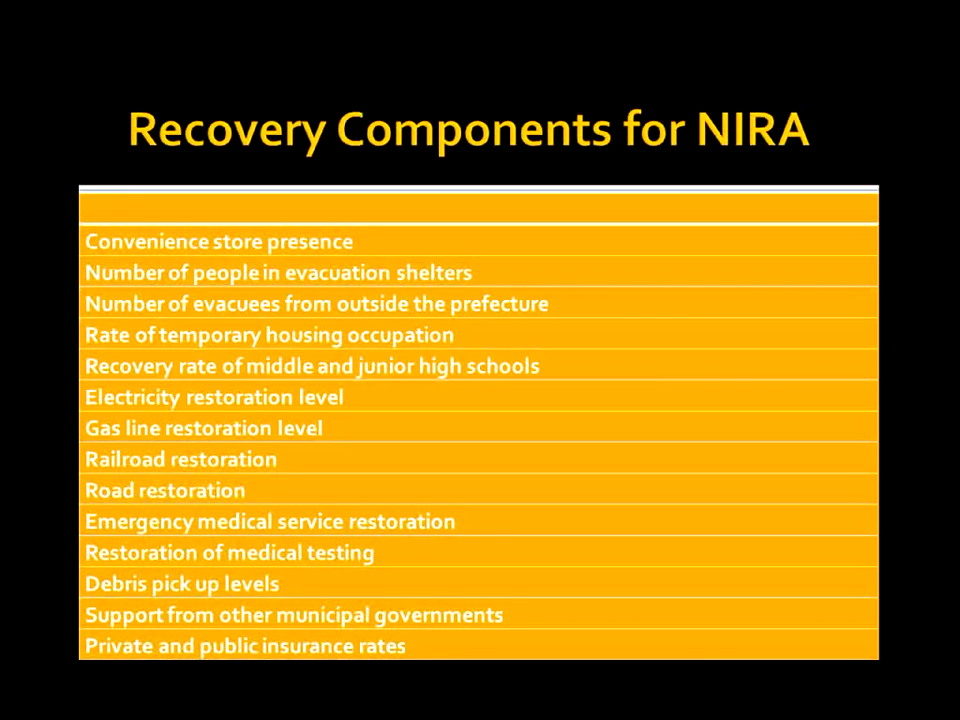 Recovery Components for NIRA
Convenience store presence
Number of people in evacuation shelters
Number of evacuees from outside the prefecture
Rate of temporary housing occupation
Recovery rate of middle and junior high schools
Electricity restoration level
Gas line restoration level
Railroad restoration
Road restoration
Emergency medical service restoration
Restoration of medical testing
Debris pick up levels
Support from other municipal governments
Private and public insurance rates